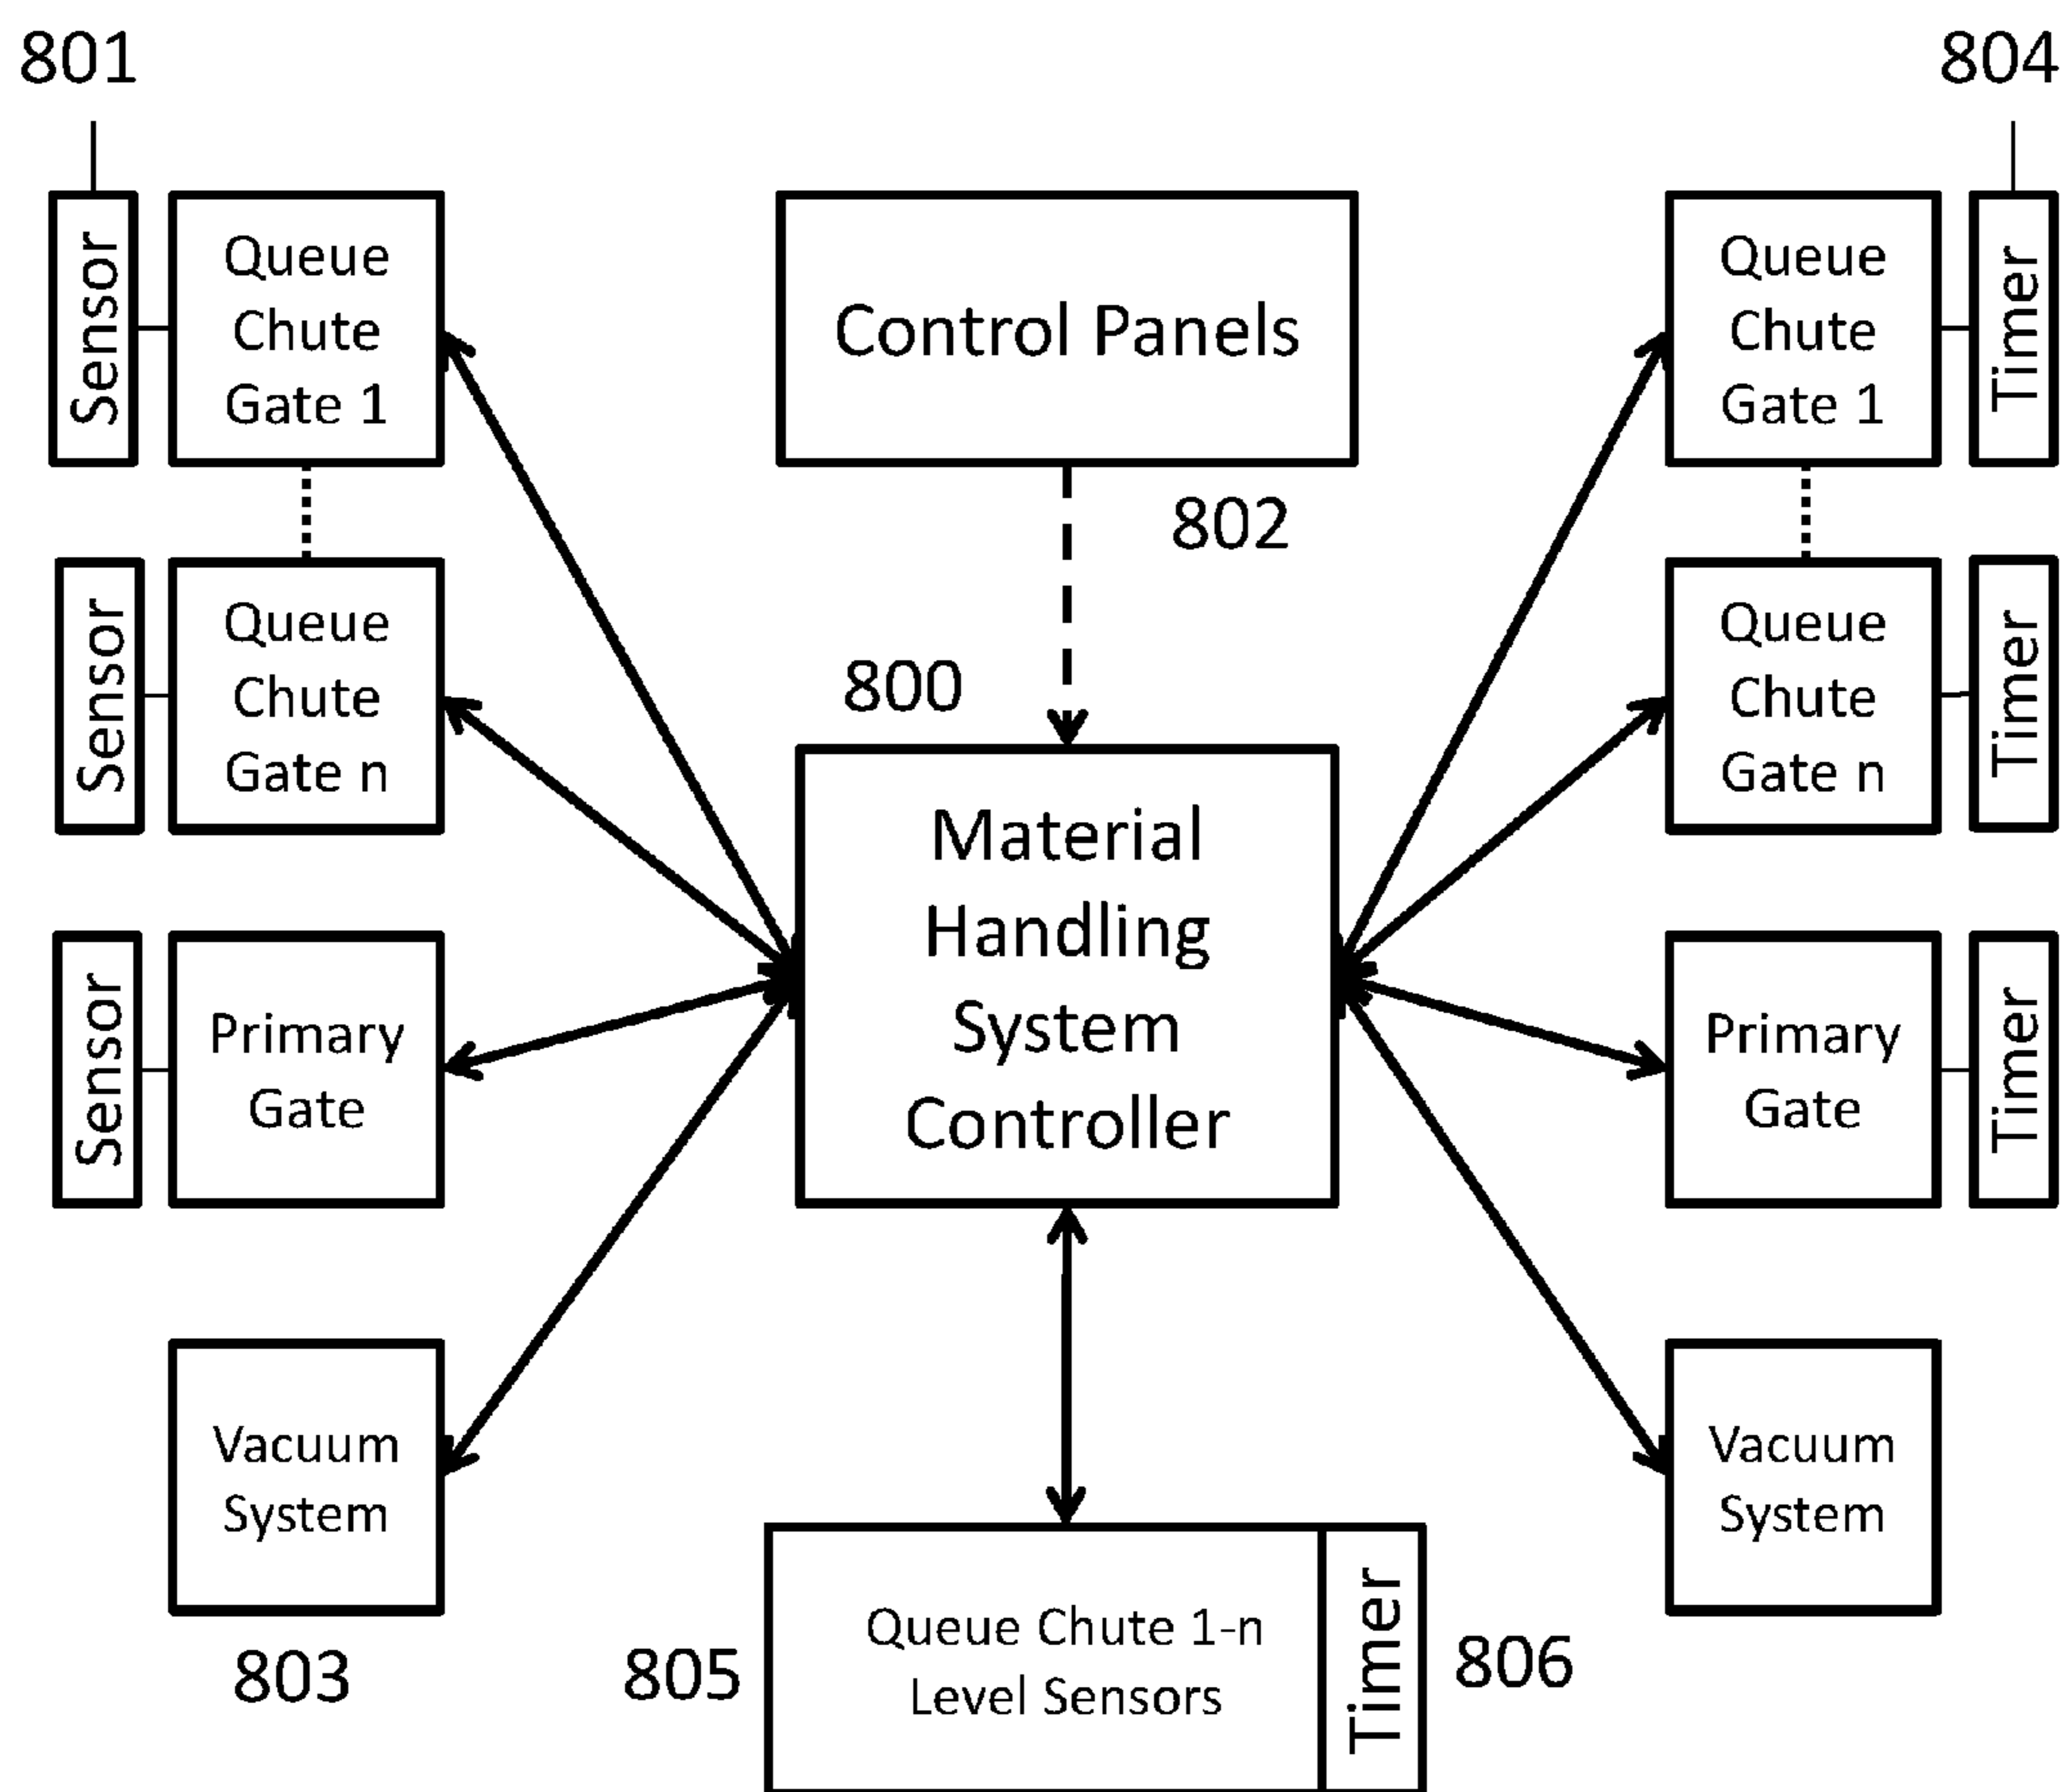 801
804
Sensor
Queue
Chute
Gate 1
Control Panels
Queue
Chute
Gate 1
Timer
802
Sensor
Queue
Chute
Gate n
800
Queue
Chute
Gate n
Timer
Material
Handling
System
Controller
Sensor
Primary
Gate
Primary
Gate
Timer
Vacuum
System
803
Vacuum
System
805
Queue Chute 1-n
Level Sensors
Timer
806